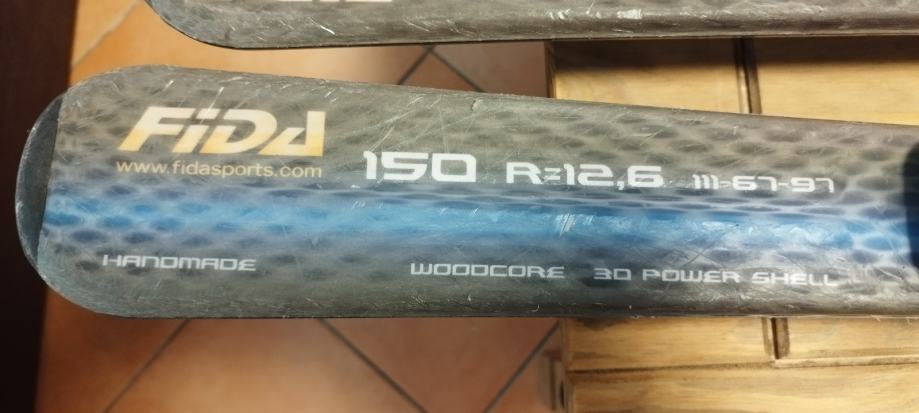 FiDA
www.fidasports.com
150 R=12,6 111-67-97
HANDMADE WOODCORE 3D POWER SHELL